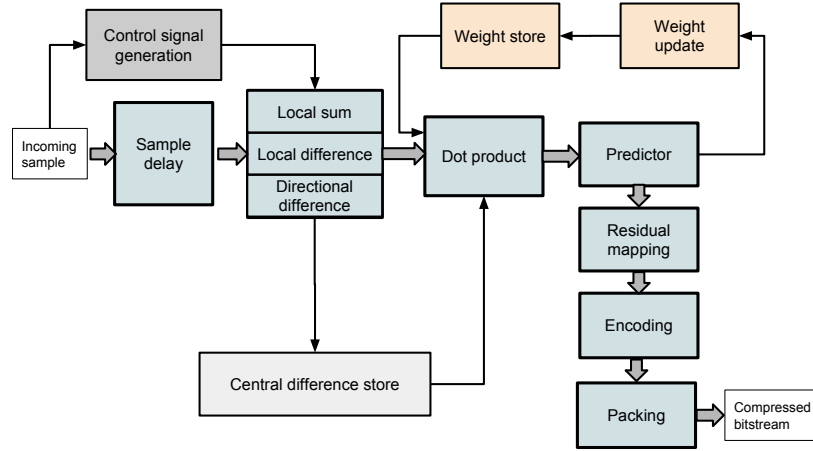 Control signal
generation
Weight store
Weight
update
Incoming
sample
Sample
delay
Local sum
Local difference
Directional
difference
Dot product
Predictor
Residual
mapping
Encoding
Central difference store
Packing
Compressed
bitstream